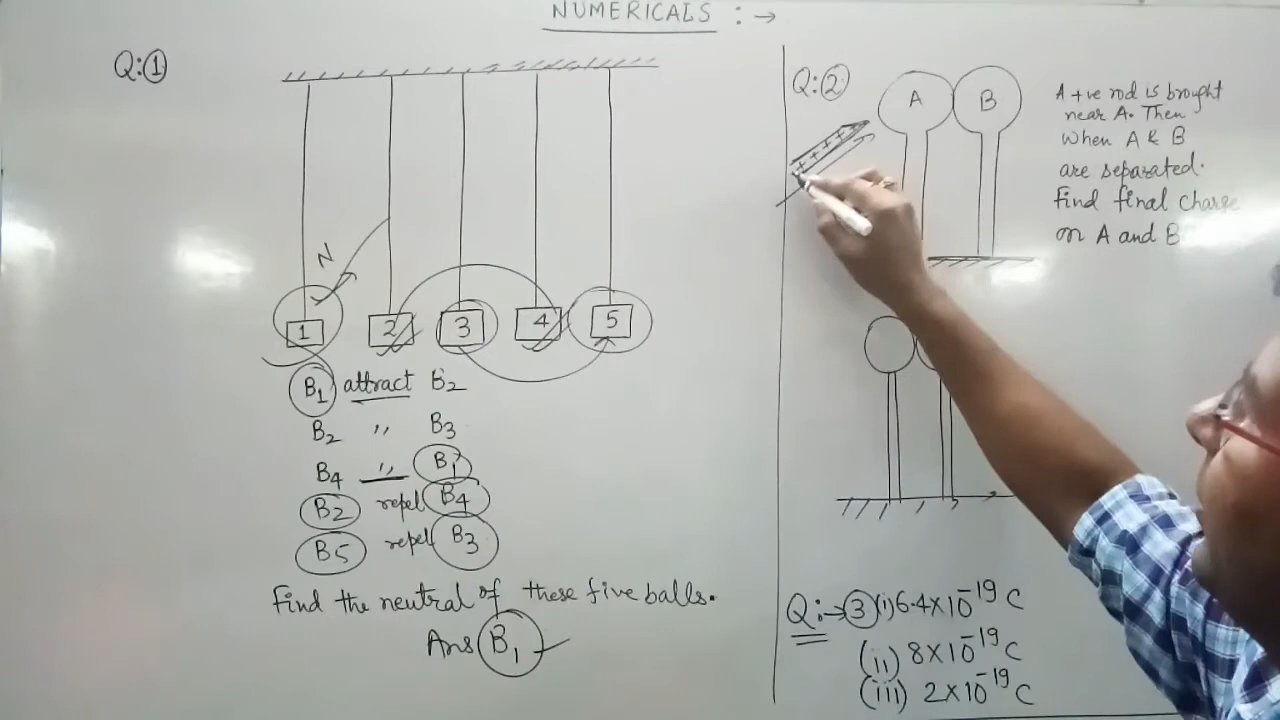 NUMERICALS : →
Q:①
N
1 2 3 4 5
B₁ attract B₂
B₂ ,, B₃
B₄ ,, B₁
B₂ repel B₄
B₅ repel B₃
Find the neutral of these five balls.
Ans B₁
Q:②
A B
+ + + +
A +ve rod is brought
near A. Then
when A & B
are separated.
Find final charge
on A and B
Q:→③(i) 6.4×10⁻¹⁹ C
(ii) 8×10⁻¹⁹ C
(iii) 2×10⁻¹⁹ C